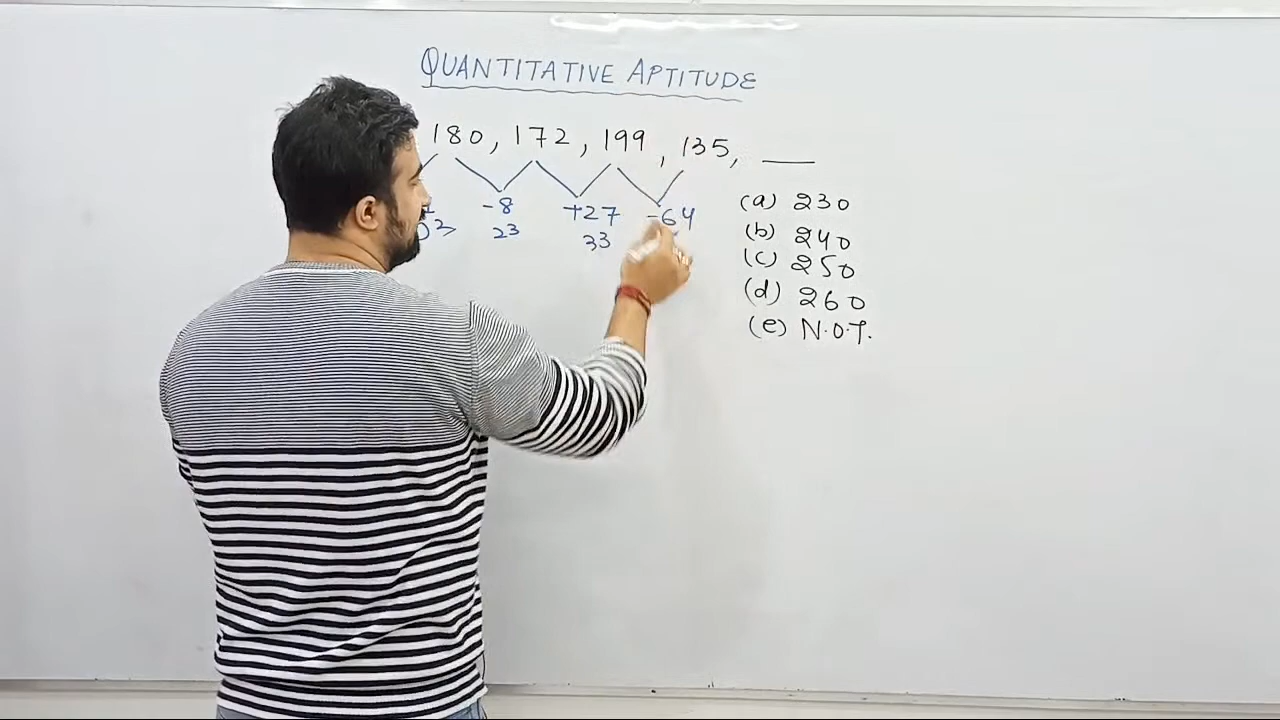 QUANTITATIVE APTITUDE
180, 172, 199, 135, ___
-8 +27 -64
23 33
(a) 230
(b) 240
(c) 250
(d) 260
(e) N.O.T.